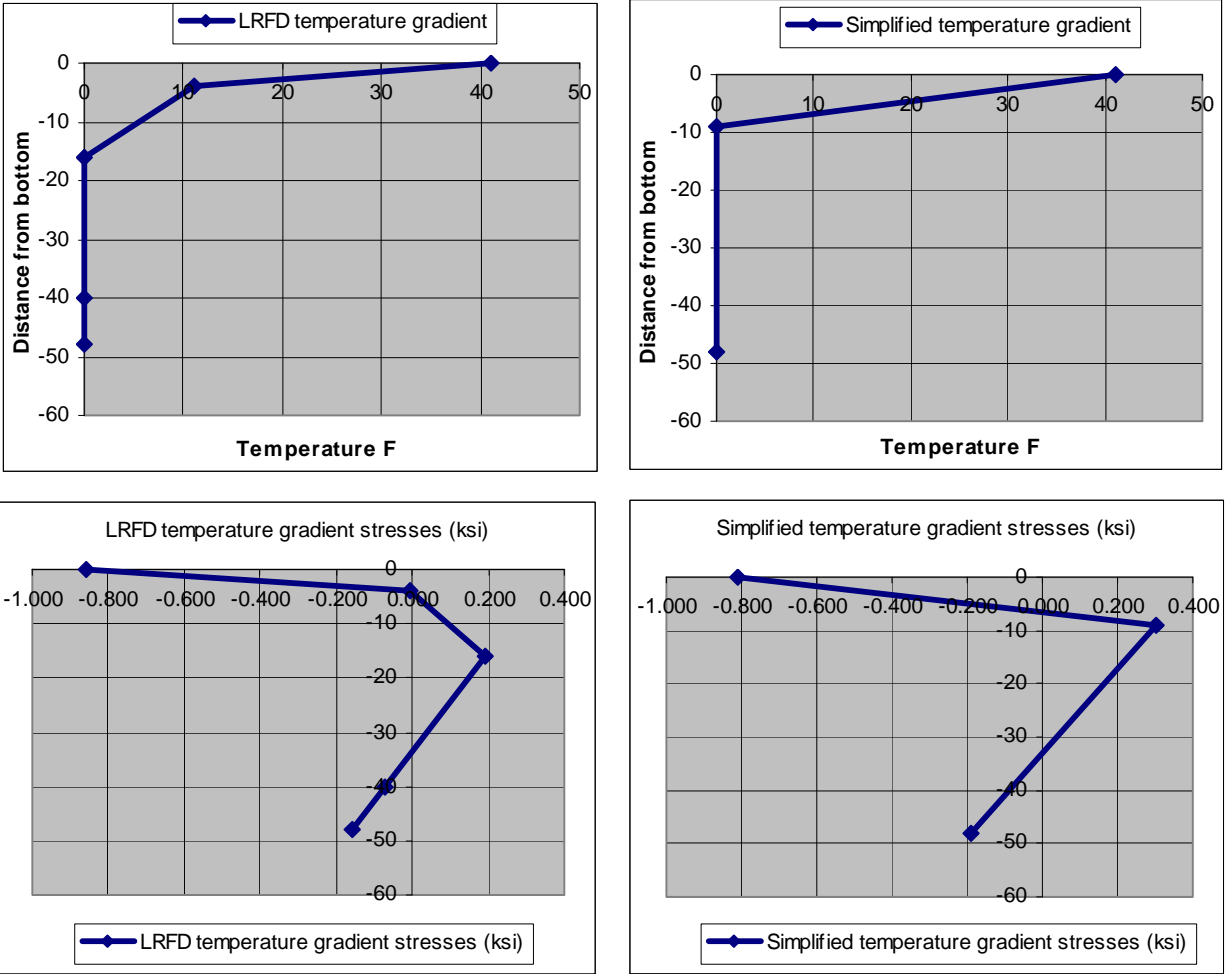 LRFD temperature gradient
0
0 10 20 30 40 50
-10
-20
-30
-40
-50
-60
Distance from bottom
Temperature F
Simplified temperature gradient
0
0 10 20 30 40 50
-10
-20
-30
-40
-50
-60
Distance from bottom
Temperature F
LRFD temperature gradient stresses (ksi)
0
-1.000 -0.800 -0.600 -0.400 -0.200 0.000 0.200 0.400
-10
-20
-30
-40
-50
-60
LRFD temperature gradient stresses (ksi)
Simplified temperature gradient stresses (ksi)
0
-1.000 -0.800 -0.600 -0.400 -0.200 0.000 0.200 0.400
-10
-20
-30
-40
-50
-60
Simplified temperature gradient stresses (ksi)